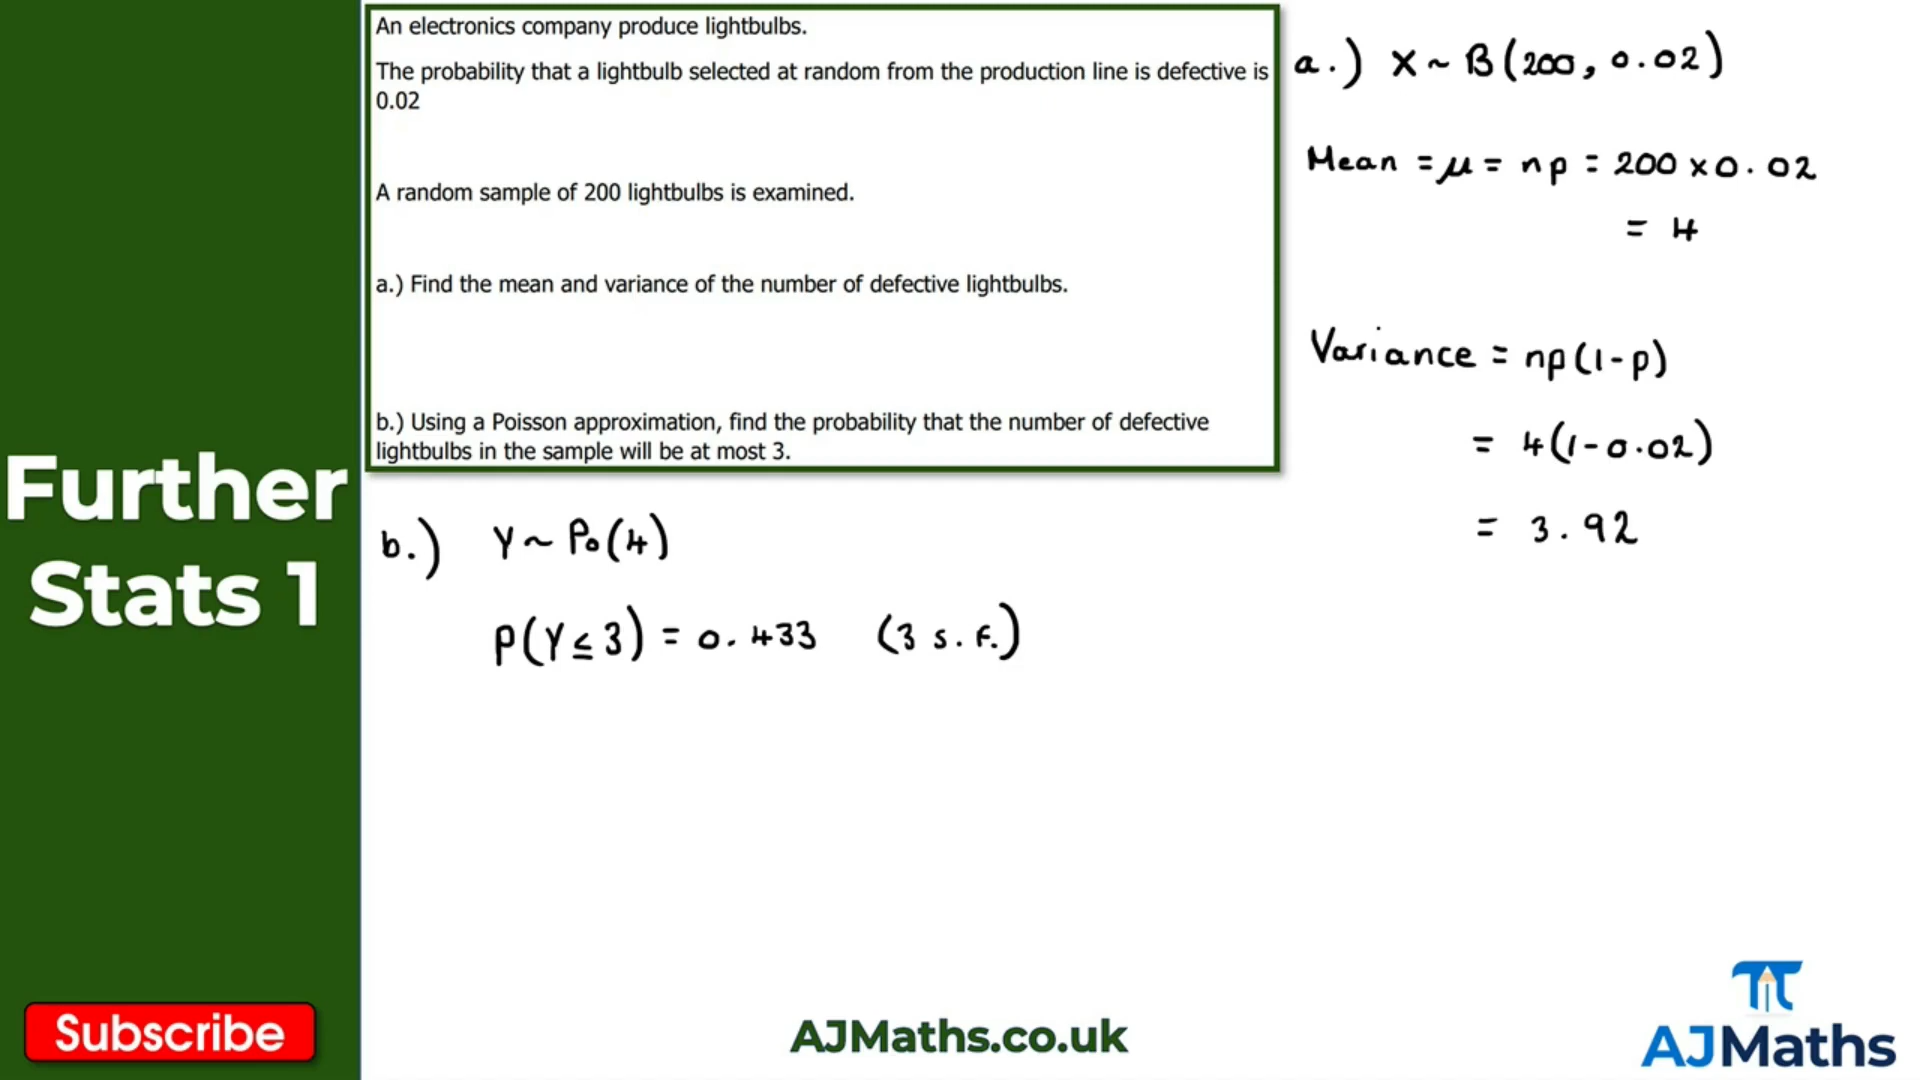 Further
Stats 1
Subscribe
An electronics company produce lightbulbs.
The probability that a lightbulb selected at random from the production line is defective is
0.02
A random sample of 200 lightbulbs is examined.
a.) Find the mean and variance of the number of defective lightbulbs.
b.) Using a Poisson approximation, find the probability that the number of defective
lightbulbs in the sample will be at most 3.
a.) X ~ B(200, 0.02)
Mean = μ = np = 200 × 0.02
= 4
Variance = np(1-p)
= 4(1-0.02)
= 3.92
b.) Y ~ Po(4)
P(Y ≤ 3) = 0.433 (3 s.f.)
AJMaths.co.uk
AJMaths